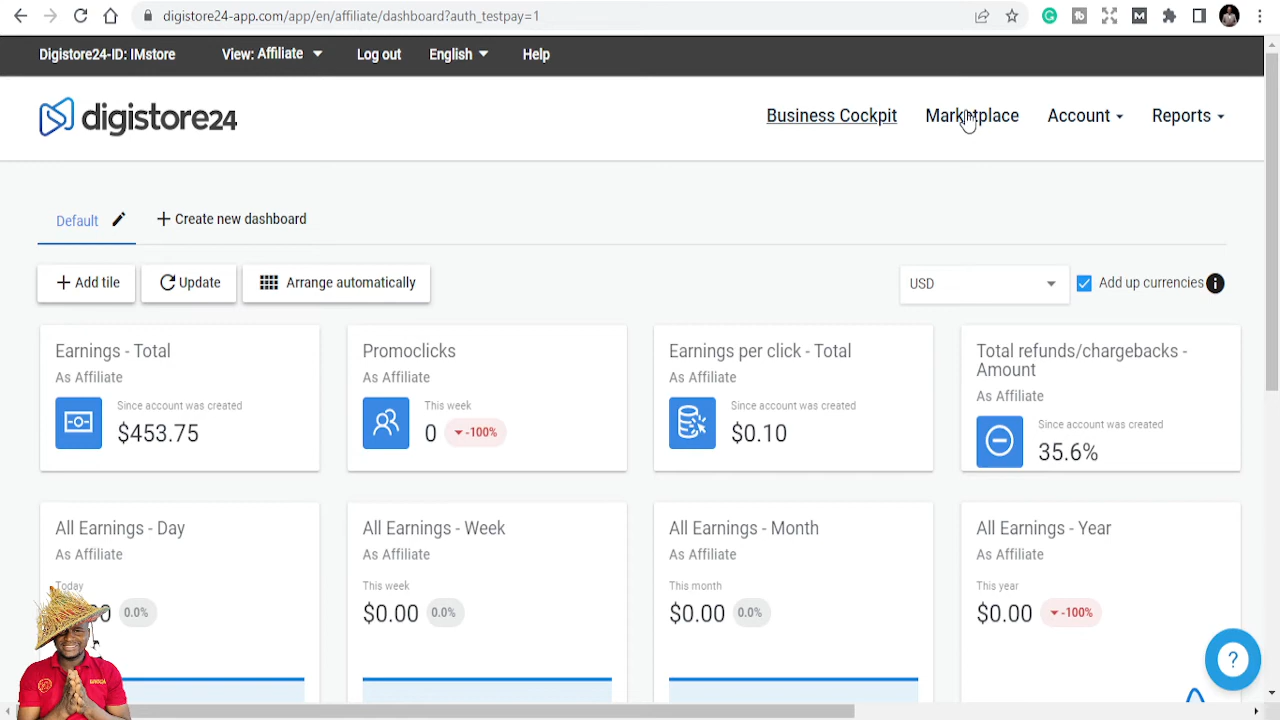 digistore24-app.com/app/en/affiliate/dashboard?auth_testpay=1
Digistore24-ID: IMstore View: Affiliate Log out English Help
digistore24 Business Cockpit Marketplace Account Reports
Default + Create new dashboard
+ Add tile Update Arrange automatically USD Add up currencies i
Earnings - Total
As Affiliate
Since account was created
$453.75
Promoclicks
As Affiliate
This week
0 -100%
Earnings per click - Total
As Affiliate
Since account was created
$0.10
Total refunds/chargebacks -
Amount
As Affiliate
Since account was created
35.6%
All Earnings - Day
As Affiliate
Today
0.0%
All Earnings - Week
As Affiliate
This week
$0.00 0.0%
All Earnings - Month
As Affiliate
This month
$0.00 0.0%
All Earnings - Year
As Affiliate
This year
$0.00 -100%
?